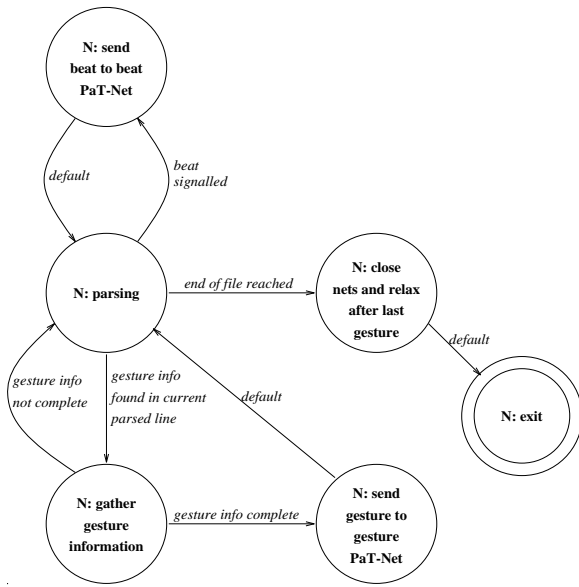 N: send
beat to beat
PaT-Net
default
beat
signalled
N: parsing
end of file reached
N: close
nets and relax
after last
gesture
default
N: exit
gesture info
not complete
gesture info
found in current
parsed line
default
N: gather
gesture
information
gesture info complete
N: send
gesture to
gesture
PaT-Net